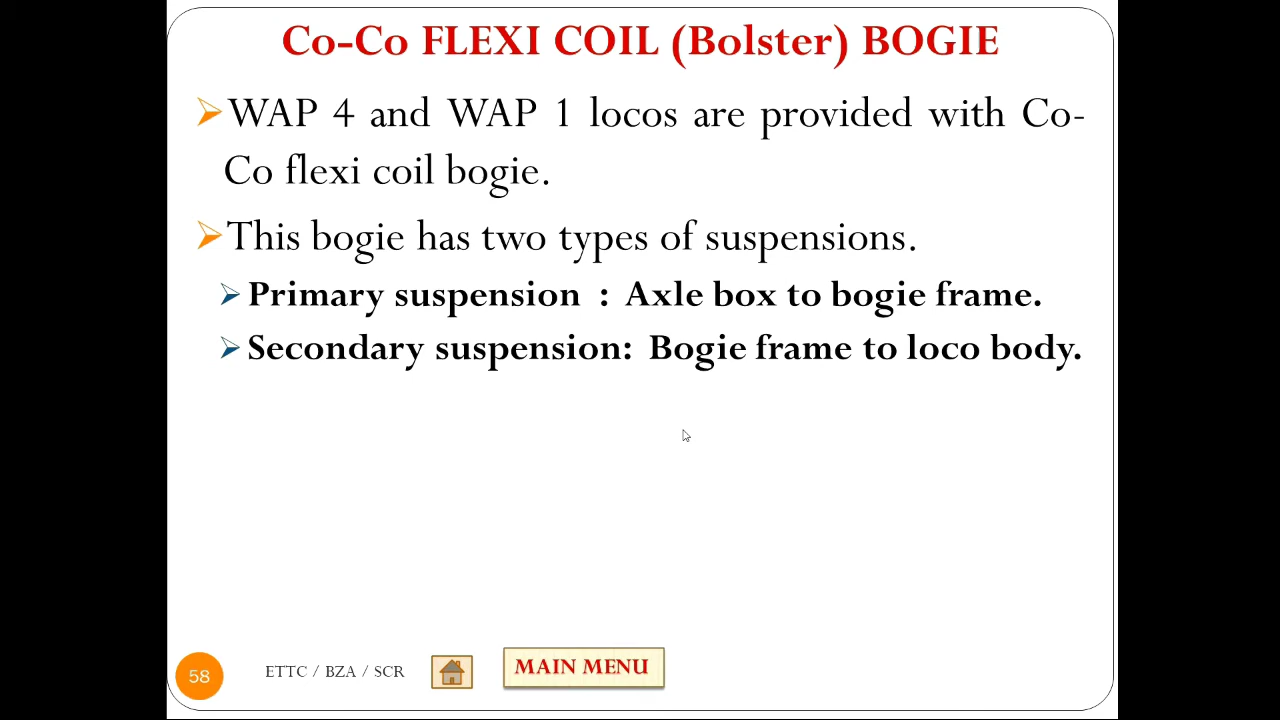 Co-Co FLEXI COIL (Bolster) BOGIE
WAP 4 and WAP 1 locos are provided with Co-
Co flexi coil bogie.
This bogie has two types of suspensions.
Primary suspension : Axle box to bogie frame.
Secondary suspension: Bogie frame to loco body.
58
ETTC / BZA / SCR
MAIN MENU